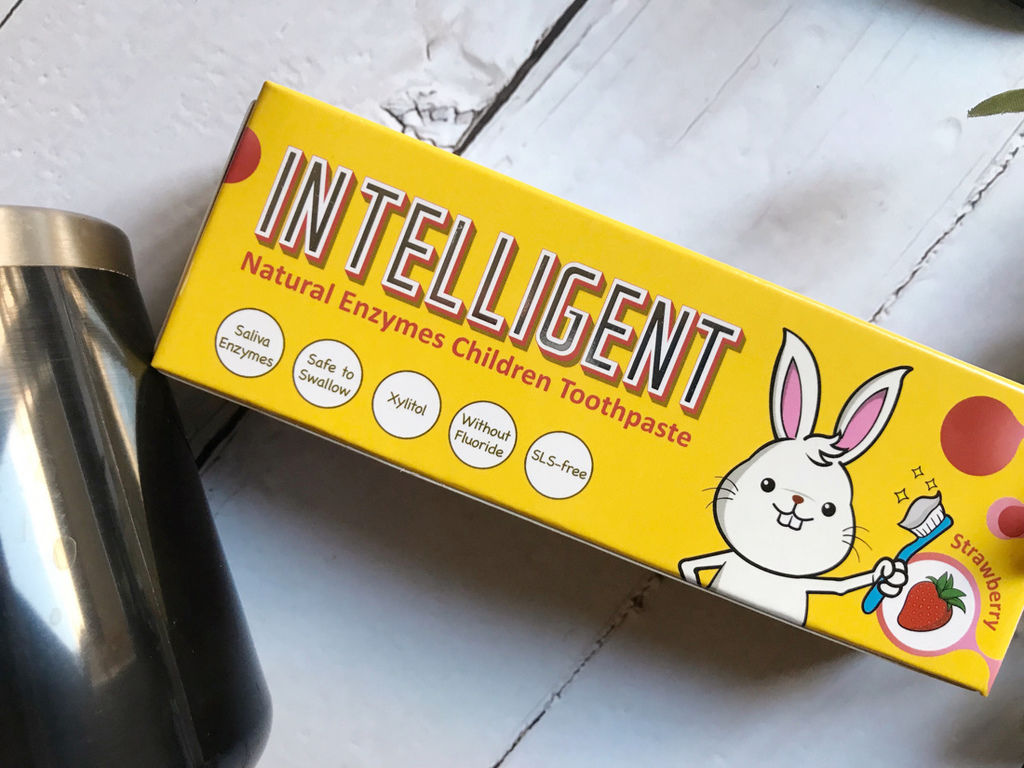 INTELLIGENT
Natural Enzymes Children Toothpaste
Saliva
Enzymes
Safe to
Swallow
Xylitol
Without
Fluoride
SLS-free
Strawberry